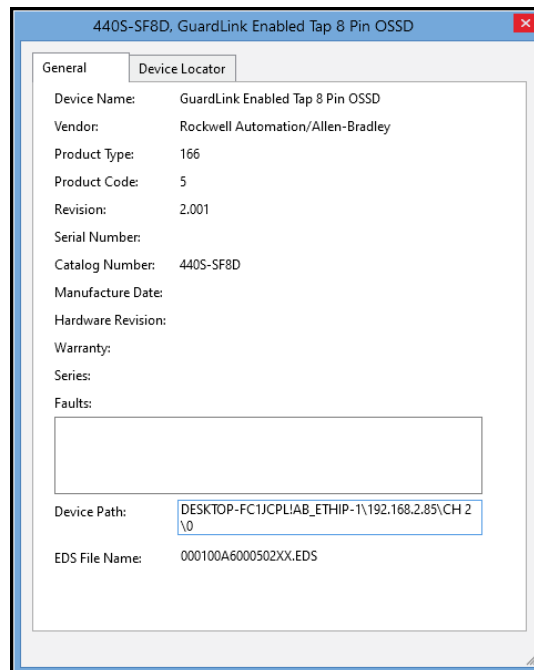 440S-SF8D, GuardLink Enabled Tap 8 Pin OSSD
General
Device Locator
Device Name: GuardLink Enabled Tap 8 Pin OSSD
Vendor: Rockwell Automation/Allen-Bradley
Product Type: 166
Product Code: 5
Revision: 2.001
Serial Number:
Catalog Number: 440S-SF8D
Manufacture Date:
Hardware Revision:
Warranty:
Series:
Faults:
Device Path: DESKTOP-FC1JCPL!AB_ETHIP-1\192.168.2.85\CH 2
\0
EDS File Name: 000100A6000502XX.EDS